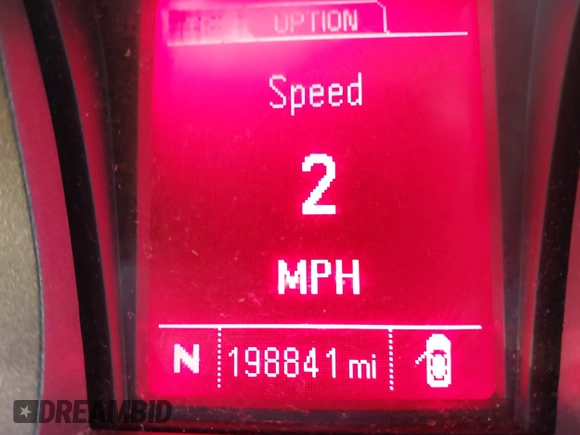 OPTION
Speed
2
MPH
N 198841 mi
DREAMBID